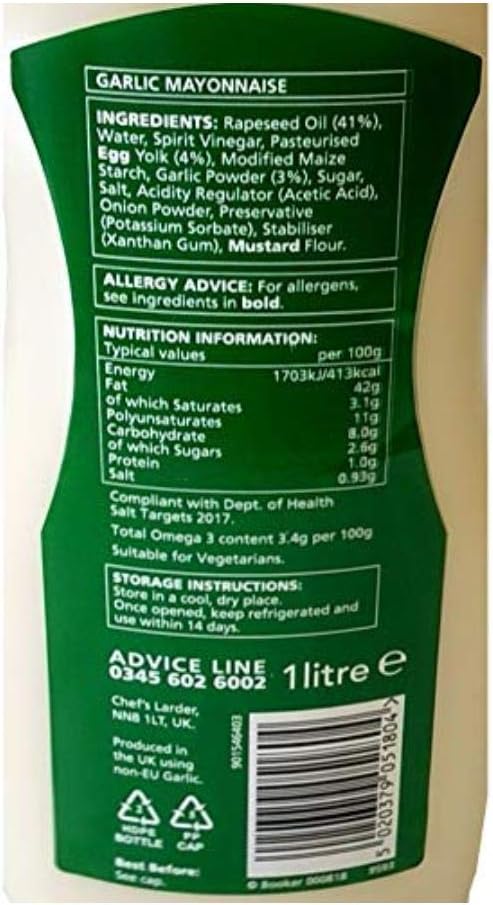 GARLIC MAYONNAISE
INGREDIENTS: Rapeseed Oil (41%),
Water, Spirit Vinegar, Pasteurised
Egg Yolk (4%), Modified Maize
Starch, Garlic Powder (3%), Sugar,
Salt, Acidity Regulator (Acetic Acid),
Onion Powder, Preservative
(Potassium Sorbate), Stabiliser
(Xanthan Gum), Mustard Flour.
ALLERGY ADVICE: For allergens,
see ingredients in bold.
NUTRITION INFORMATION:
Typical values per 100g
Energy 1703kJ/413kcal
Fat 42g
of which Saturates 3.1g
Polyunsaturates 11g
Carbohydrate 8.0g
of which Sugars 2.6g
Protein 1.0g
Salt 0.93g
Compliant with Dept. of Health
Salt Targets 2017.
Total Omega 3 content 3.4g per 100g
Suitable for Vegetarians.
STORAGE INSTRUCTIONS:
Store in a cool, dry place.
Once opened, keep refrigerated and
use within 14 days.
ADVICE LINE
0345 602 6002
1litre e
Chef's Larder,
NN8 1LT, UK.
Produced in
the UK using
non-EU Garlic.
901546403
5 020379 051804 >
2
HDPE
BOTTLE
5
PP
CAP
Best Before:
See cap.
© Booker 000818